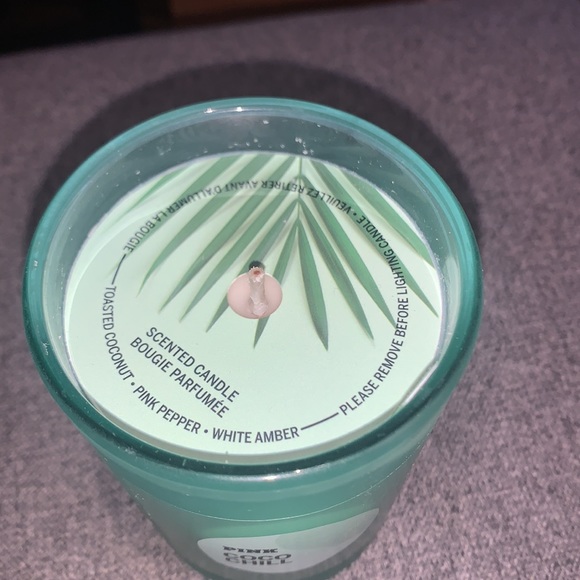 SCENTED CANDLE
BOUGIE PARFUMÉE
TOASTED COCONUT • PINK PEPPER • WHITE AMBER — PLEASE REMOVE BEFORE LIGHTING CANDLE • VEUILLEZ RETIRER AVANT D'ALLUMER LA BOUGIE —
PINK
COCO
CHILL